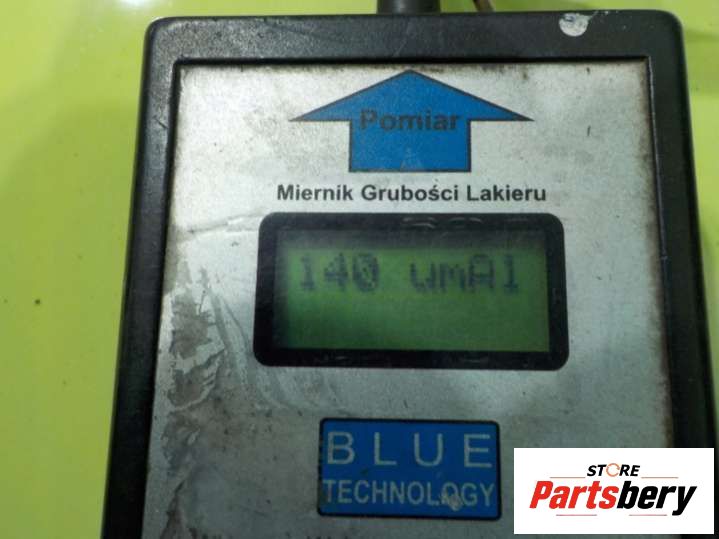 Pomiar
Miernik Grubości Lakieru
140 umAl
BLUE
TECHNOLOGY
STORE
Partsbery